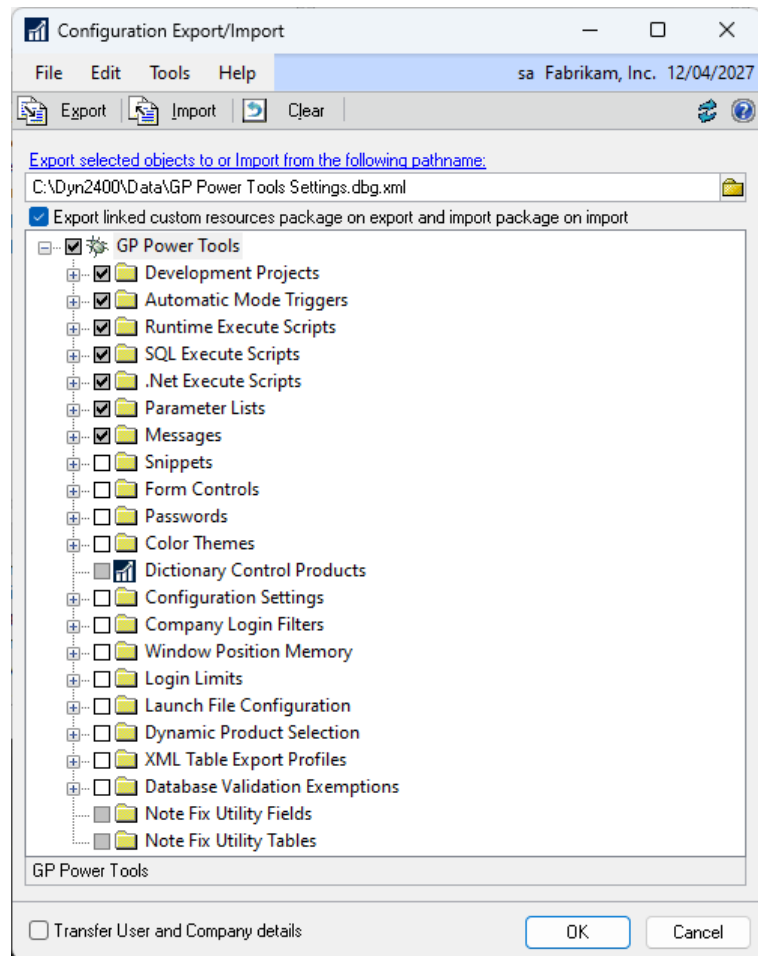 Configuration Export/Import
File Edit Tools Help sa Fabrikam, Inc. 12/04/2027
Export Import Clear
Export selected objects to or Import from the following pathname:
C:\Dyn2400\Data\GP Power Tools Settings.dbg.xml
Export linked custom resources package on export and import package on import
GP Power Tools
Development Projects
Automatic Mode Triggers
Runtime Execute Scripts
SQL Execute Scripts
.Net Execute Scripts
Parameter Lists
Messages
Snippets
Form Controls
Passwords
Color Themes
Dictionary Control Products
Configuration Settings
Company Login Filters
Window Position Memory
Login Limits
Launch File Configuration
Dynamic Product Selection
XML Table Export Profiles
Database Validation Exemptions
Note Fix Utility Fields
Note Fix Utility Tables
GP Power Tools
Transfer User and Company details OK Cancel